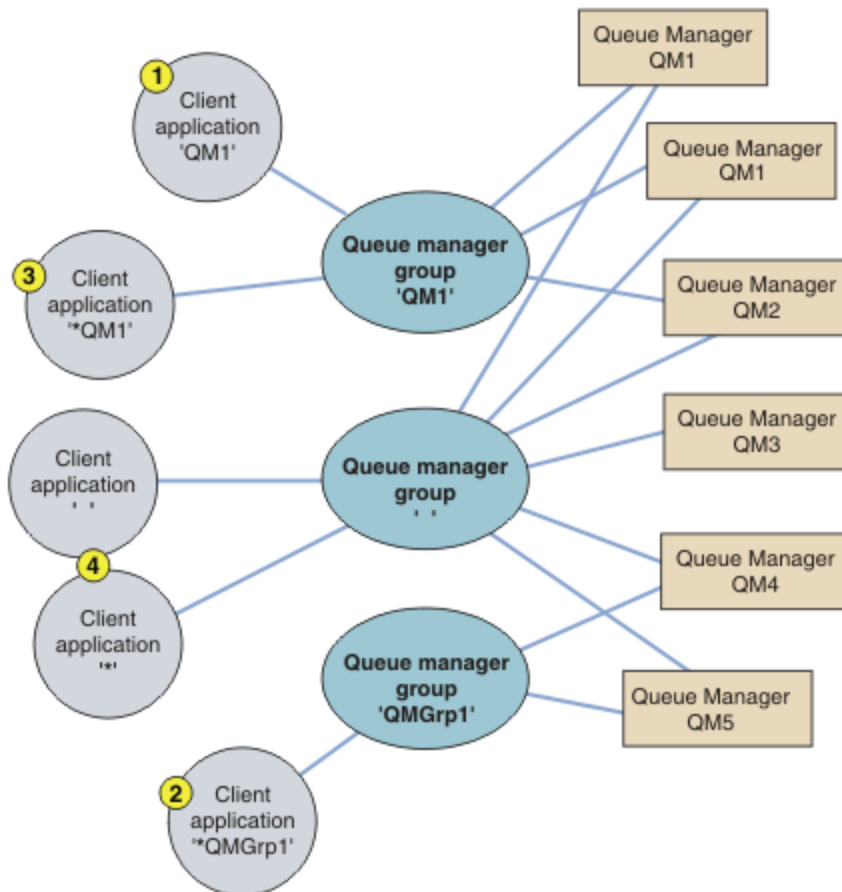 Queue Manager
QM1
1
Client
application
'QM1'
Queue Manager
QM1
Queue manager
group
'QM1'
3
Client
application
'*QM1'
Queue Manager
QM2
Queue Manager
QM3
Client
application
' '
Queue manager
group
' '
4
Client
application
'*'
Queue Manager
QM4
Queue manager
group
'QMGrp1'
Queue Manager
QM5
2
Client
application
'*QMGrp1'